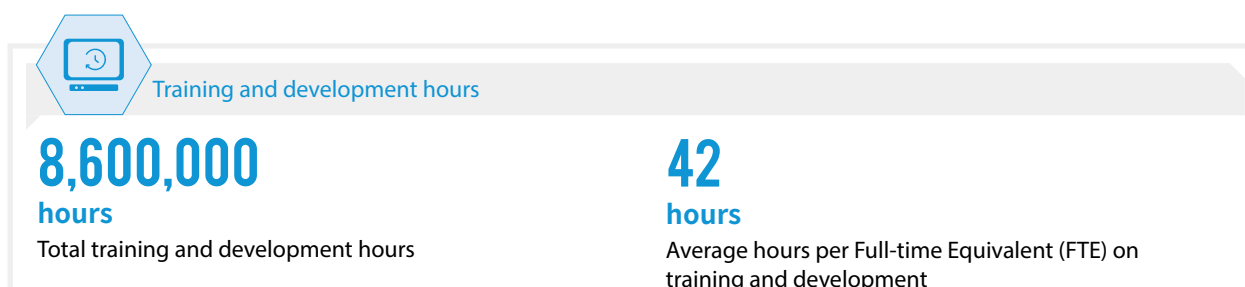 Training and development hours
8,600,000
hours
Total training and development hours
42
hours
Average hours per Full-time Equivalent (FTE) on
training and development